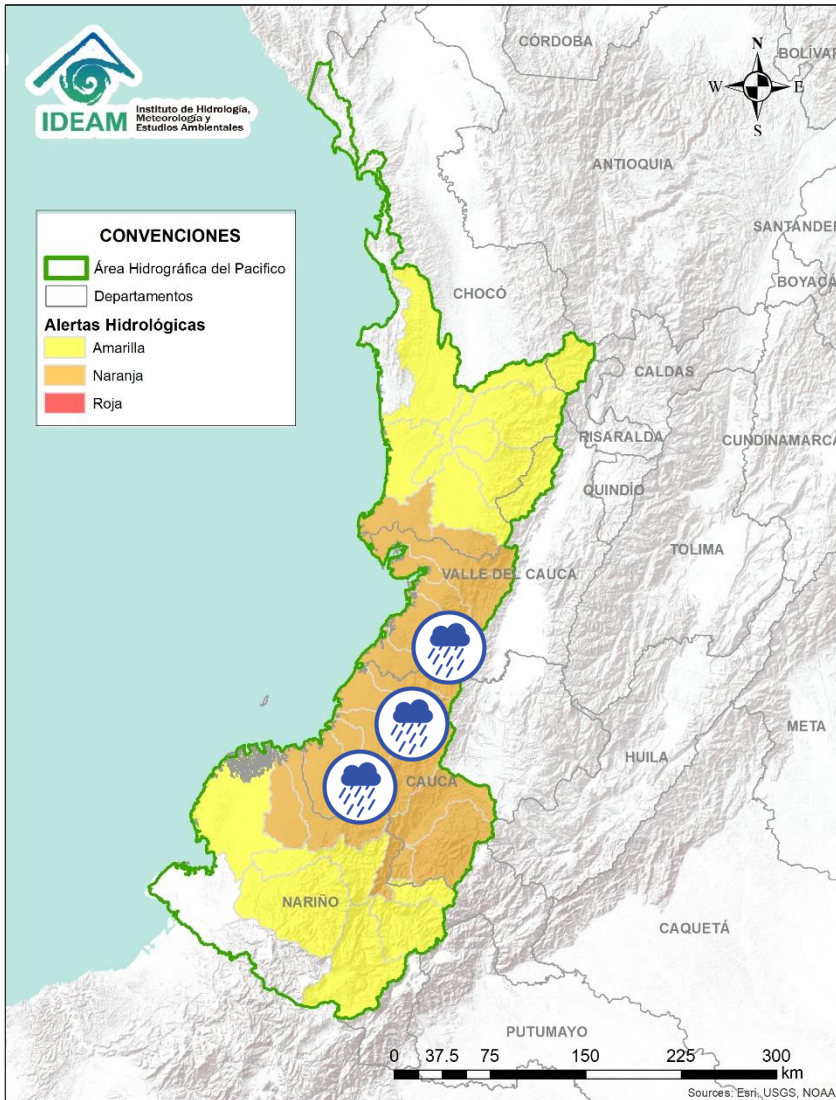 IDEAM
Instituto de Hidrología,
Meteorología y
Estudios Ambientales
CONVENCIONES
Área Hidrográfica del Pacifico
Departamentos
Alertas Hidrológicas
Amarilla
Naranja
Roja
N
W E
S
CÓRDOBA
BOLÍVAR
ANTIOQUIA
SANTANDER
BOYACÁ
CHOCÓ
CALDAS
RISARALDA
CUNDINAMARCA
QUINDÍO
TOLIMA
VALLE DEL CAUCA
META
HUILA
CAUCA
NARIÑO
CAQUETÁ
PUTUMAYO
0 37.5 75 150 225 300
km
Sources: Esri, USGS, NOAA